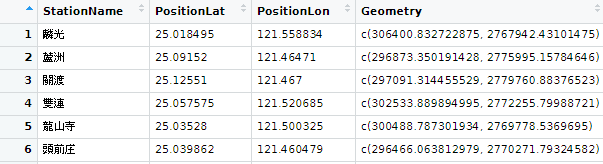 StationName PositionLat PositionLon Geometry
1 麟光 25.018495 121.558834 c(306400.832722875, 2767942.43101475)
2 蘆洲 25.09152 121.46471 c(296873.350191428, 2775995.15784646)
3 關渡 25.12551 121.467 c(297091.314455529, 2779760.88376523)
4 雙連 25.057575 121.520685 c(302533.889894995, 2772255.79988721)
5 龍山寺 25.03528 121.500325 c(300488.787301934, 2769778.5369695)
6 頭前庄 25.039862 121.460479 c(296466.063812979, 2770271.79324582)